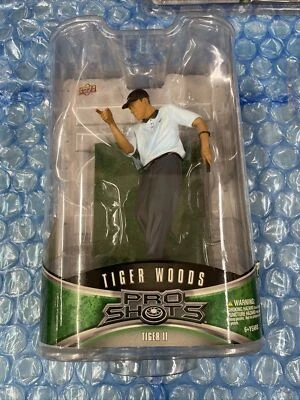 TIGER WOODS
PRO
SHOTS
TIGER II
WARNING: